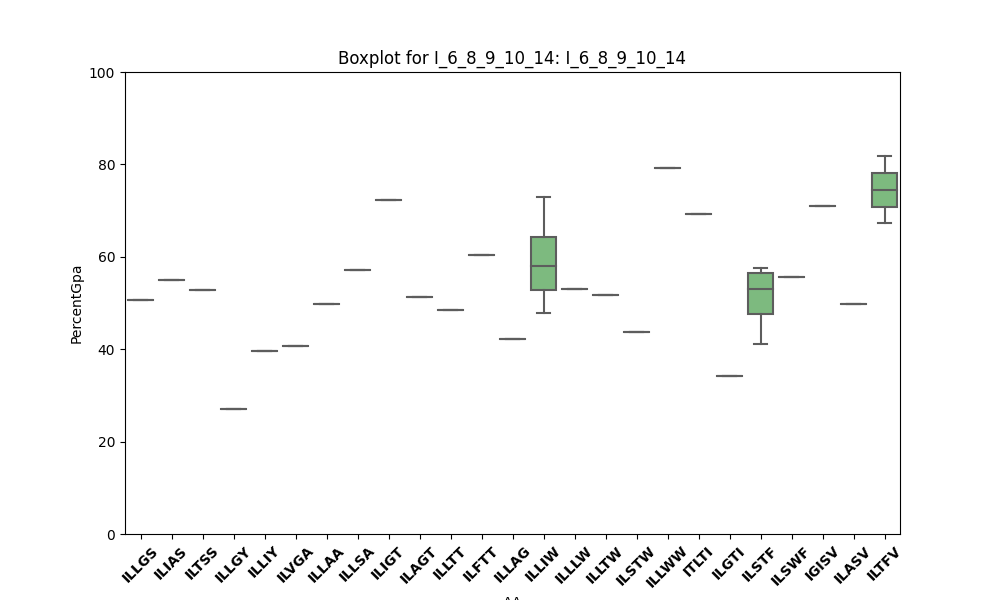 Boxplot for I_6_8_9_10_14: I_6_8_9_10_14
PercentGpa
100
80
60
40
20
0
ILLGS
ILIAS
ILTSS
ILLGY
ILLIY
ILVGA
ILLAA
ILLSA
ILIGT
ILAGT
ILLTT
ILFTT
ILLAG
ILLIW
ILLLW
ILLTW
ILSTW
ILLWW
ITLTI
ILGTI
ILSTF
ILSWF
IGISV
ILASV
ILTFV
AA